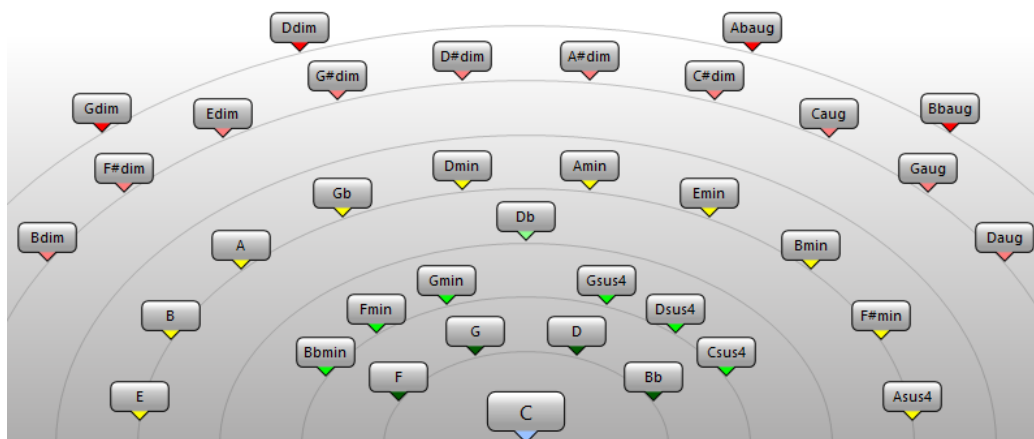 Ddim
Abaug
D#dim
A#dim
G#dim
C#dim
Gdim
Edim
Caug
Bbaug
F#dim
Dmin
Amin
Gaug
Gb
Emin
Bdim
A
Db
Bmin
Daug
Gmin
Gsus4
B
Fmin
Dsus4
F#min
G
D
Bbmin
Csus4
F
Bb
E
C
Asus4